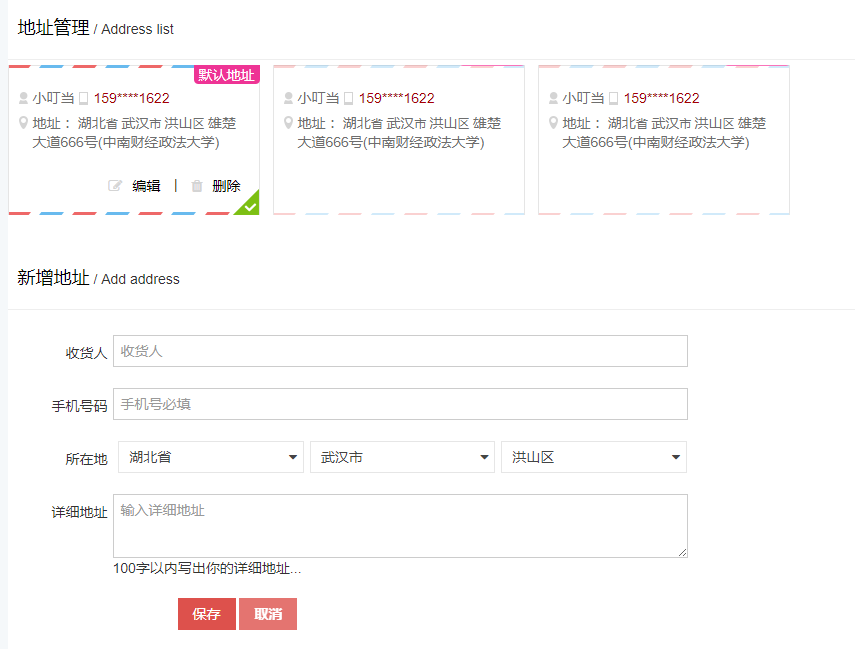 地址管理 / Address list
默认地址
小叮当 159****1622
地址： 湖北省 武汉市 洪山区 雄楚
大道666号(中南财经政法大学)
编辑 | 删除
小叮当 159****1622
地址： 湖北省 武汉市 洪山区 雄楚
大道666号(中南财经政法大学)
小叮当 159****1622
地址： 湖北省 武汉市 洪山区 雄楚
大道666号(中南财经政法大学)
新增地址 / Add address
收货人 收货人
手机号码 手机号必填
所在地 湖北省 武汉市 洪山区
详细地址 输入详细地址
100字以内写出你的详细地址...
保存 取消